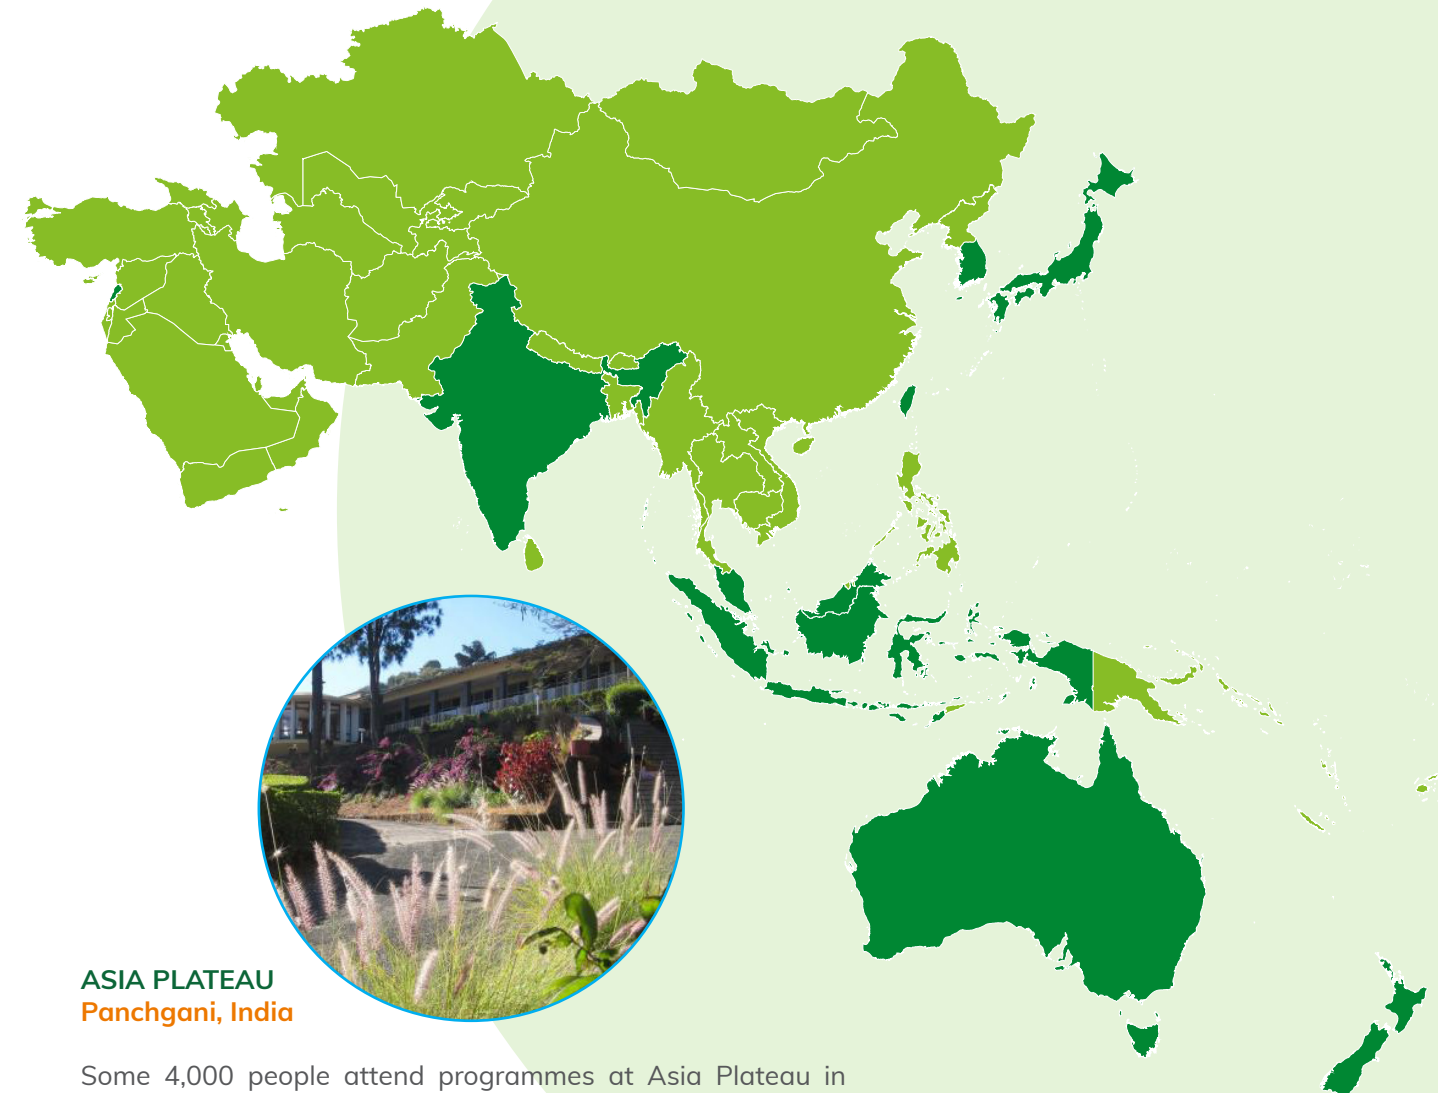 ASIA PLATEAU
Panchgani, India
Some 4,000 people attend programmes at Asia Plateau in